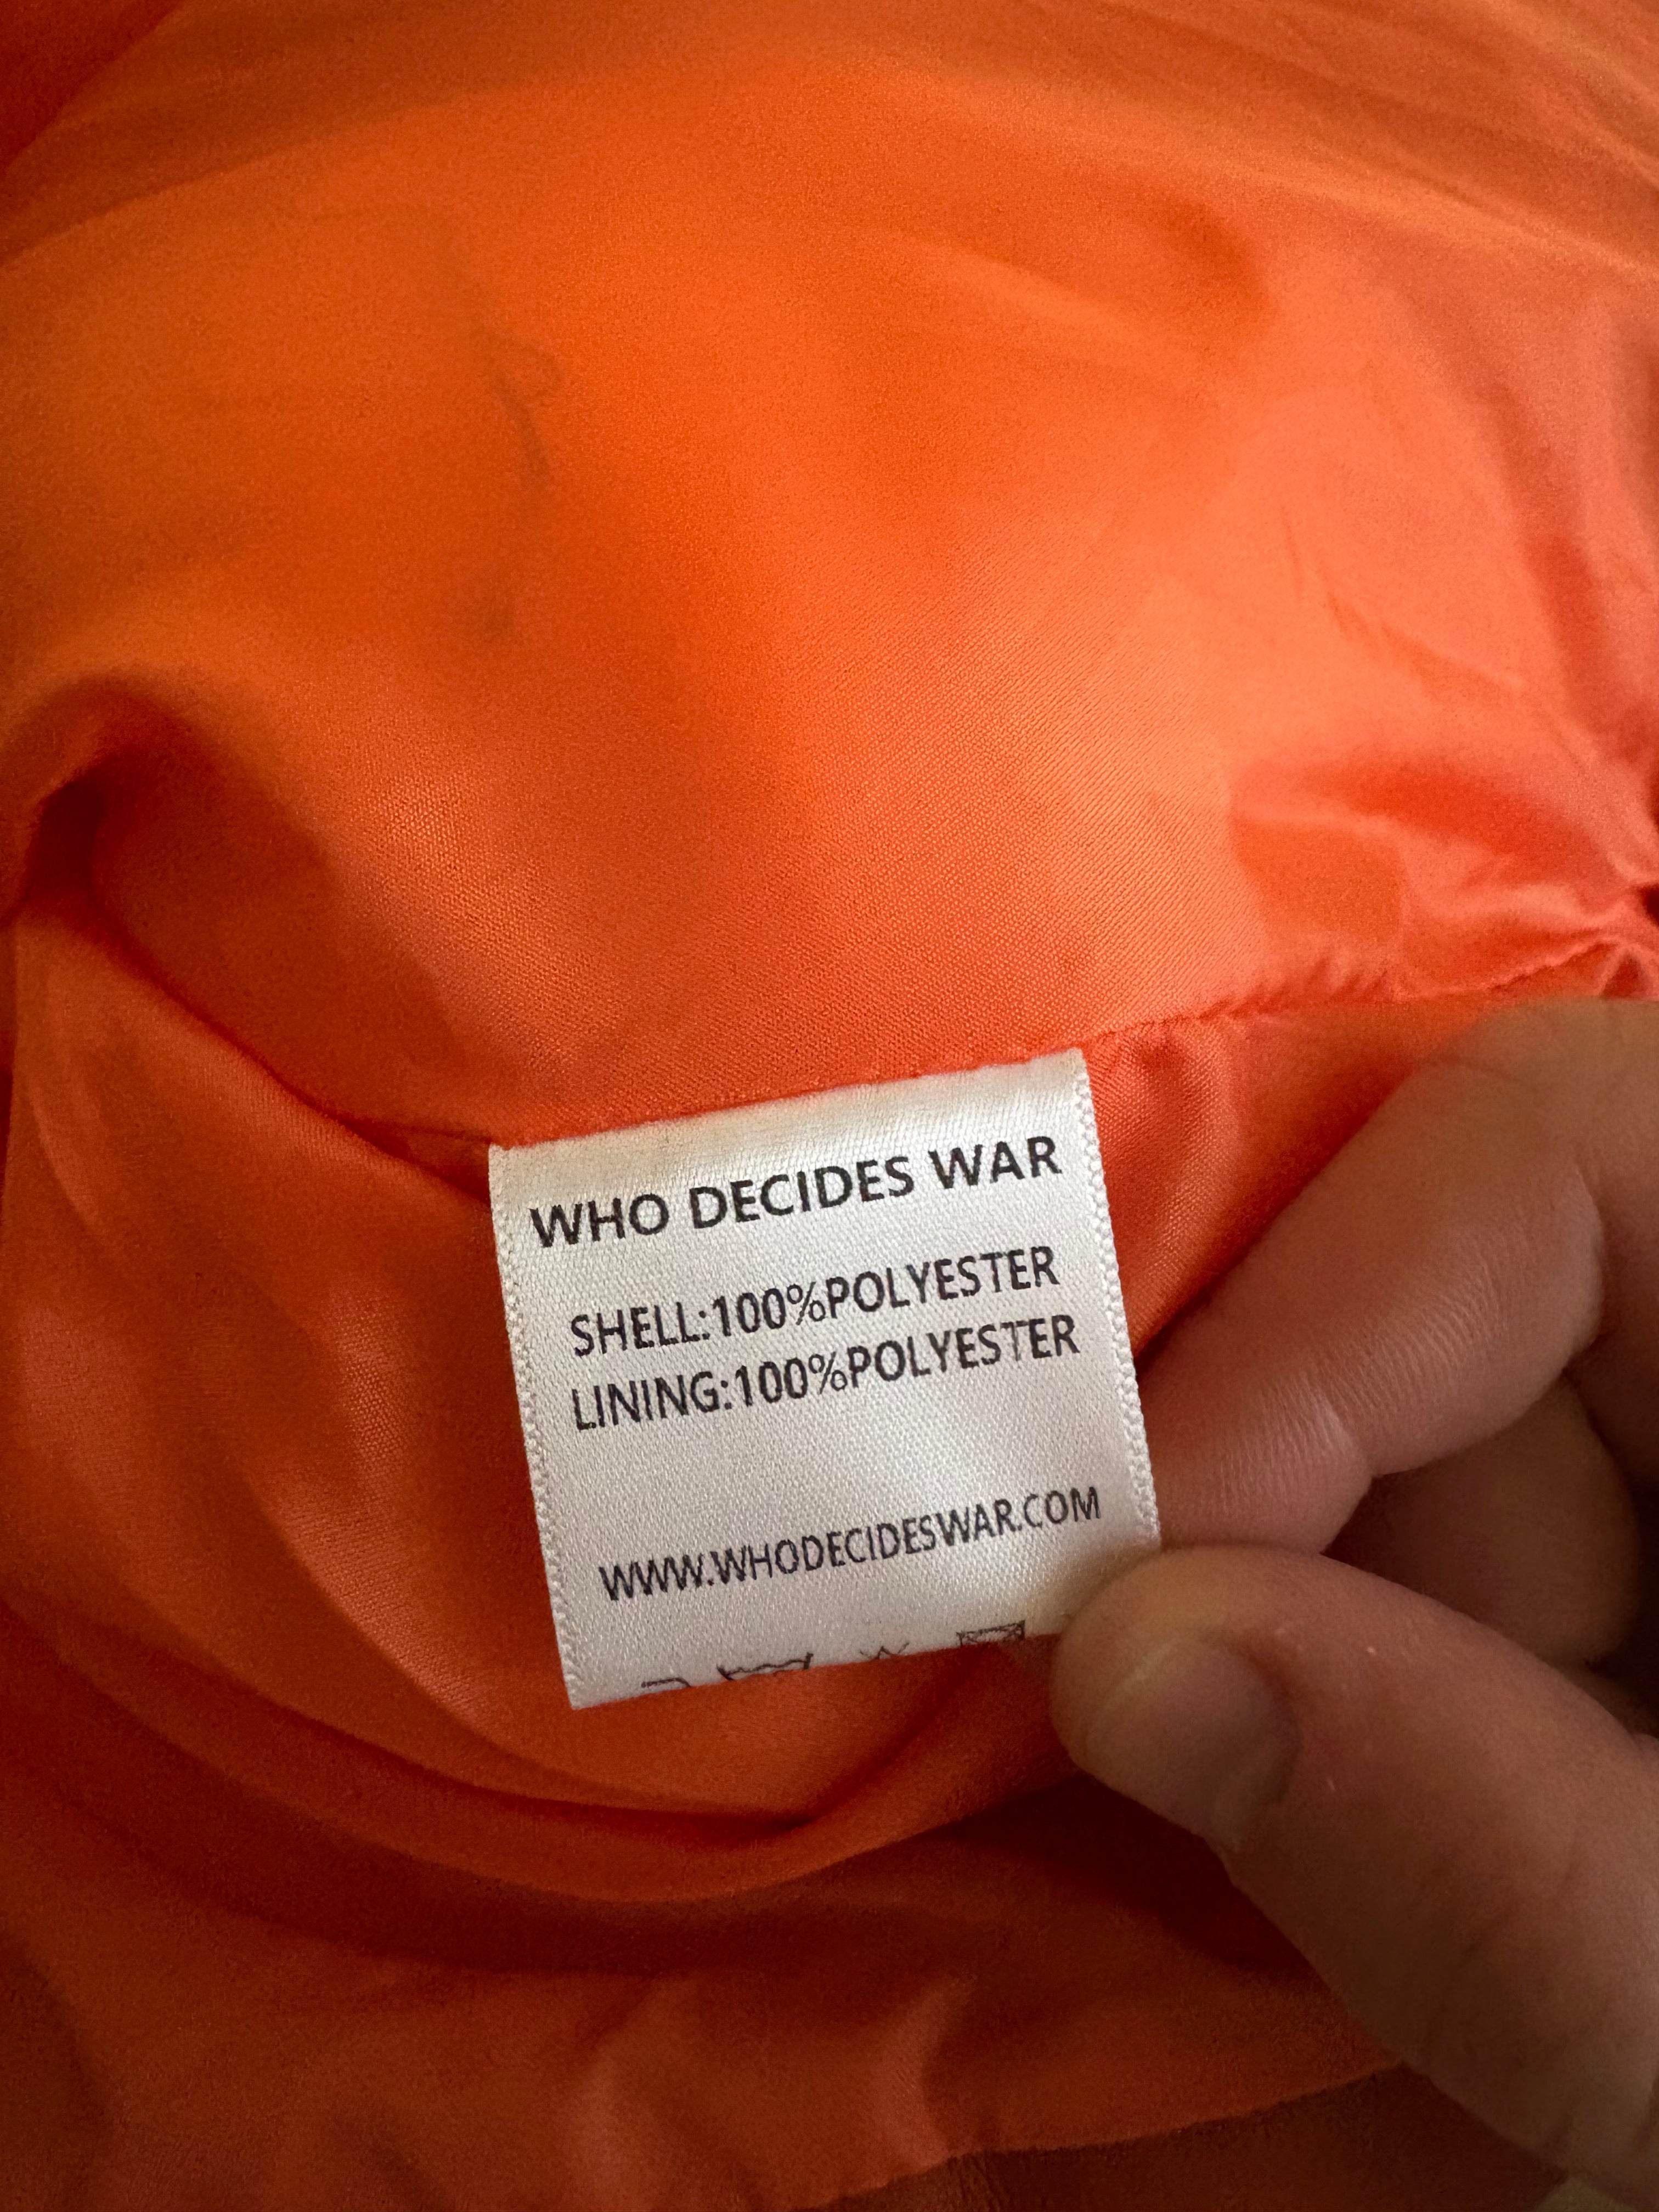 WHO DECIDES WAR
SHELL:100%POLYESTER
LINING:100%POLYESTER
WWW.WHODECIDESWAR.COM